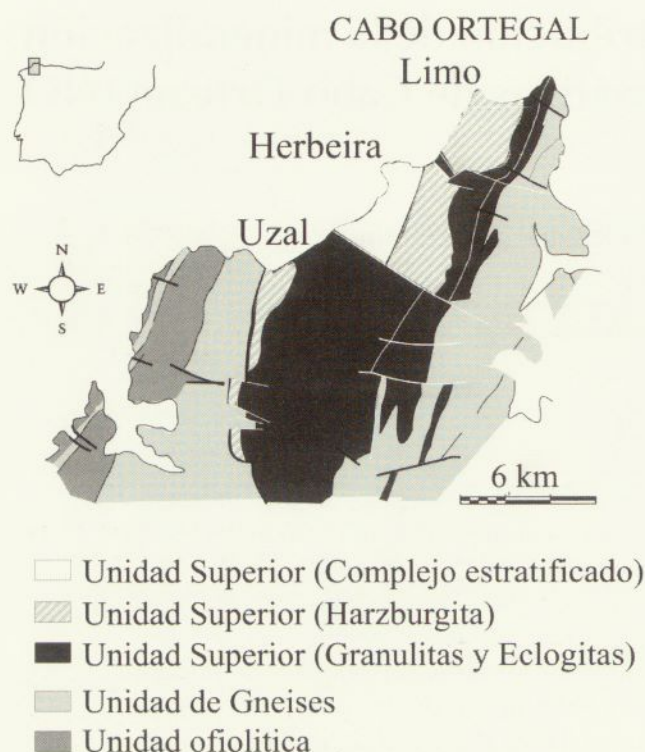 CABO ORTEGAL
Limo
Herbeira
Uzal
N
W E
S
6 km
Unidad Superior (Complejo estratificado)
Unidad Superior (Harzburgita)
Unidad Superior (Granulitas y Eclogitas)
Unidad de Gneises
Unidad ofiolitica